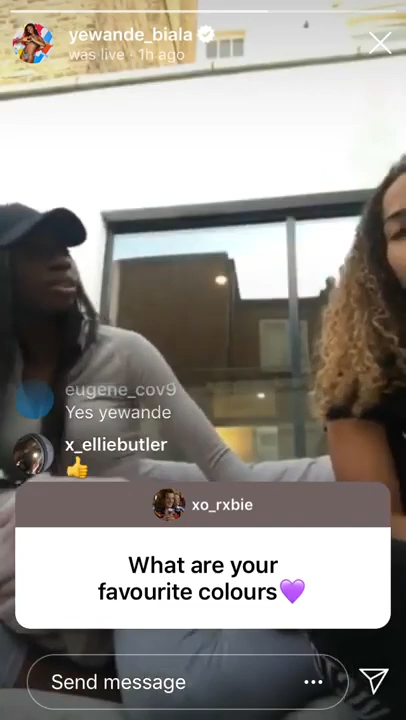 yewande_biala
was live · 1h ago
eugene_cov9
Yes yewande
x_elliebutler
👍
xo_rxbie
What are your
favourite colours💜
Send message